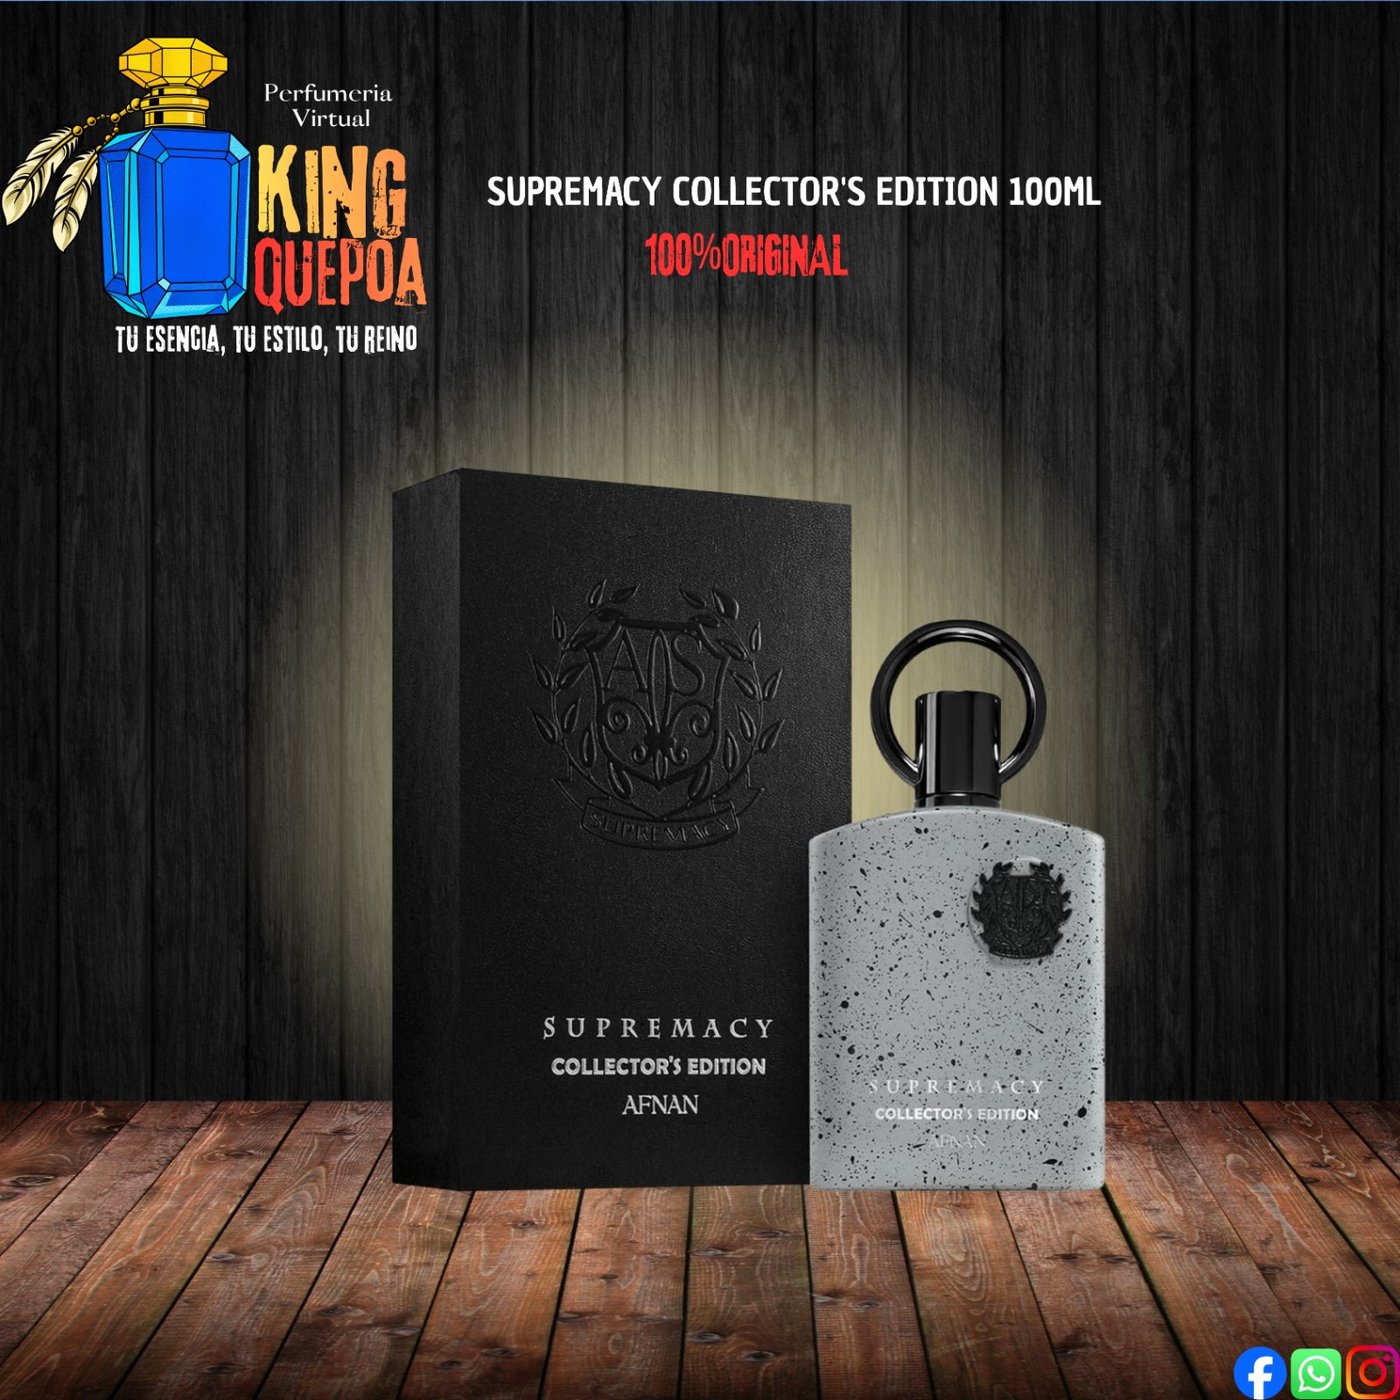 Perfumeria
Virtual
KING
QUEPOA
TU ESENCIA, TU ESTILO, TU REINO
SUPREMACY COLLECTOR'S EDITION 100ML
100%ORIGINAL
AS
SUPREMACY
SUPREMACY
COLLECTOR'S EDITION
AFNAN
SUPREMACY
COLLECTOR'S EDITION
AFNAN